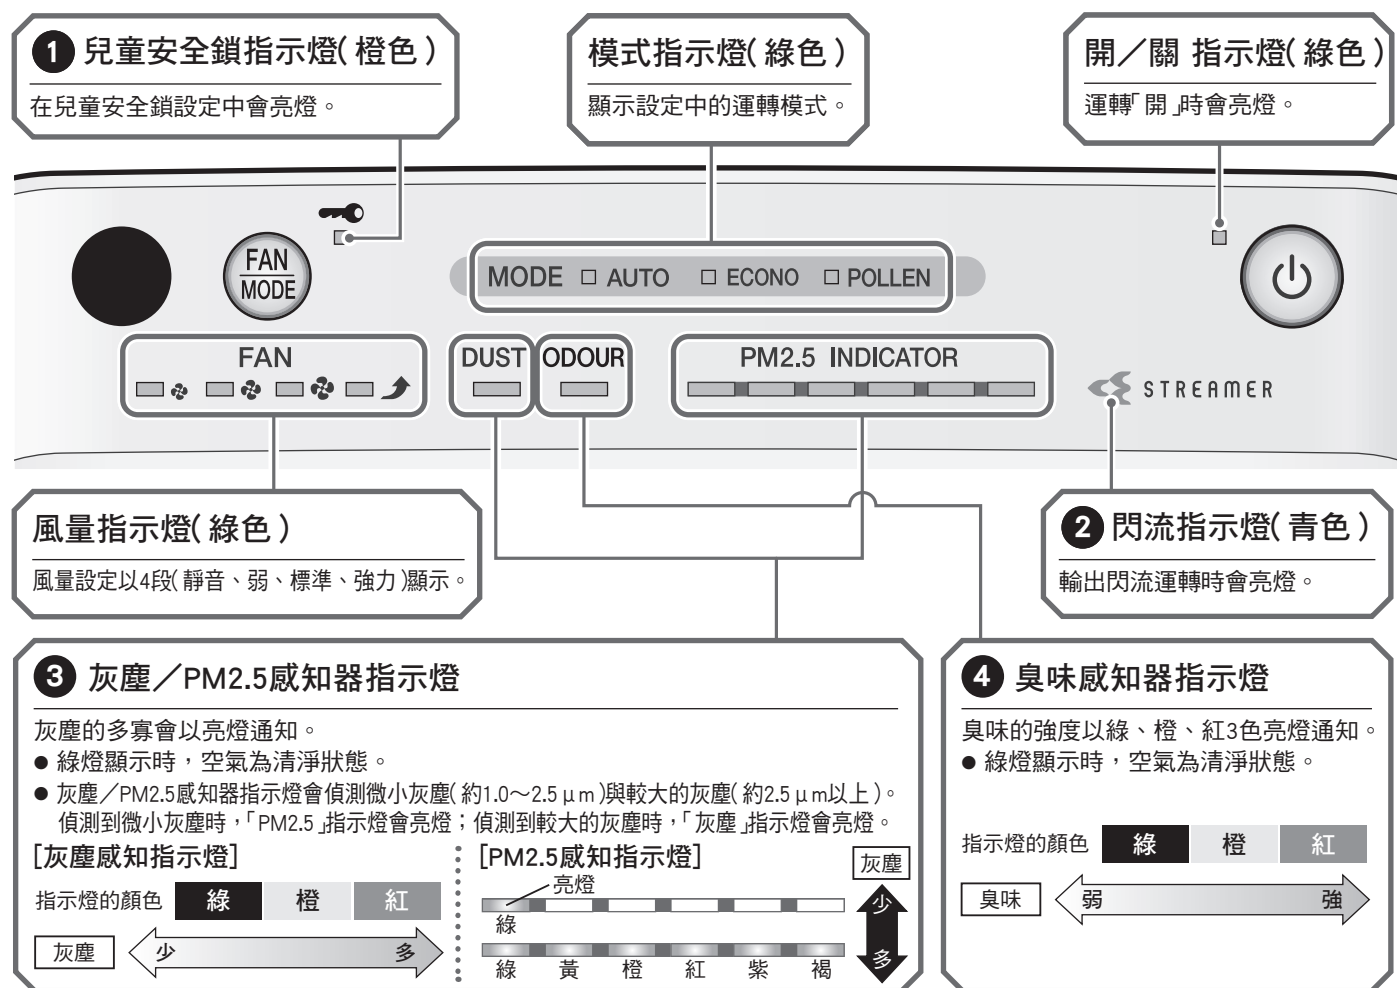 1 兒童安全鎖指示燈(橙色)
在兒童安全鎖設定中會亮燈。
模式指示燈(綠色)
顯示設定中的運轉模式。
開／關 指示燈(綠色)
運轉「開」時會亮燈。
FAN
MODE
MODE □ AUTO □ ECONO □ POLLEN
FAN
DUST
ODOUR
PM2.5 INDICATOR
STREAMER
風量指示燈(綠色)
風量設定以4段(靜音、弱、標準、強力)顯示。
2 閃流指示燈(青色)
輸出閃流運轉時會亮燈。
3 灰塵／PM2.5感知器指示燈
灰塵的多寡會以亮燈通知。
● 綠燈顯示時，空氣為清淨狀態。
● 灰塵／PM2.5感知器指示燈會偵測微小灰塵(約1.0～2.5μm)與較大的灰塵(約2.5μm以上)。
偵測到微小灰塵時，「PM2.5」指示燈會亮燈；偵測到較大的灰塵時，「灰塵」指示燈會亮燈。
[灰塵感知指示燈]
指示燈的顏色 綠 橙 紅
灰塵 少 多
[PM2.5感知指示燈]
亮燈
綠
綠 黃 橙 紅 紫 褐
灰塵
少
多
4 臭味感知器指示燈
臭味的強度以綠、橙、紅3色亮燈通知。
● 綠燈顯示時，空氣為清淨狀態。
指示燈的顏色 綠 橙 紅
臭味 弱 強